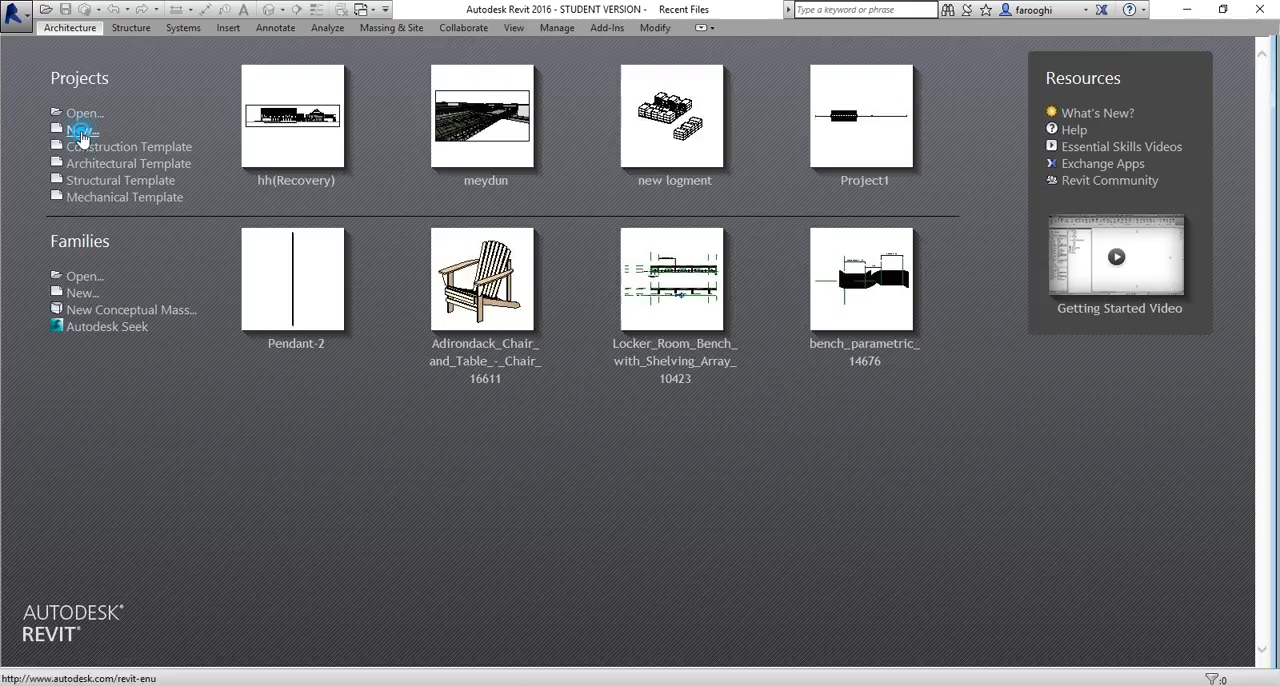 Autodesk Revit 2016 - STUDENT VERSION - Recent Files
Type a keyword or phrase
farooghi
Architecture Structure Systems Insert Annotate Analyze Massing & Site Collaborate View Manage Add-Ins Modify
Projects
Open...
New...
Construction Template
Architectural Template
Structural Template
Mechanical Template
hh(Recovery)
meydun
new logment
Project1
Families
Open...
New...
New Conceptual Mass...
Autodesk Seek
Pendant-2
Adirondack_Chair_
and_Table_-_Chair_
16611
Locker_Room_Bench_
with_Shelving_Array_
10423
bench_parametric_
14676
Resources
What's New?
Help
Essential Skills Videos
Exchange Apps
Revit Community
Getting Started Video
AUTODESK®
REVIT®
http://www.autodesk.com/revit-enu
:0